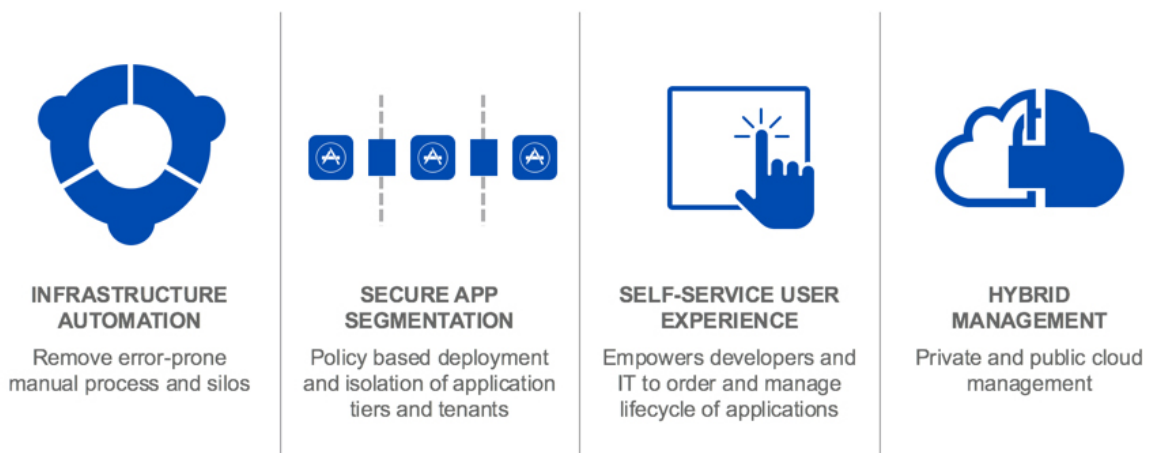 INFRASTRUCTURE
AUTOMATION
Remove error-prone
manual process and silos
SECURE APP
SEGMENTATION
Policy based deployment
and isolation of application
tiers and tenants
SELF-SERVICE USER
EXPERIENCE
Empowers developers and
IT to order and manage
lifecycle of applications
HYBRID
MANAGEMENT
Private and public cloud
management